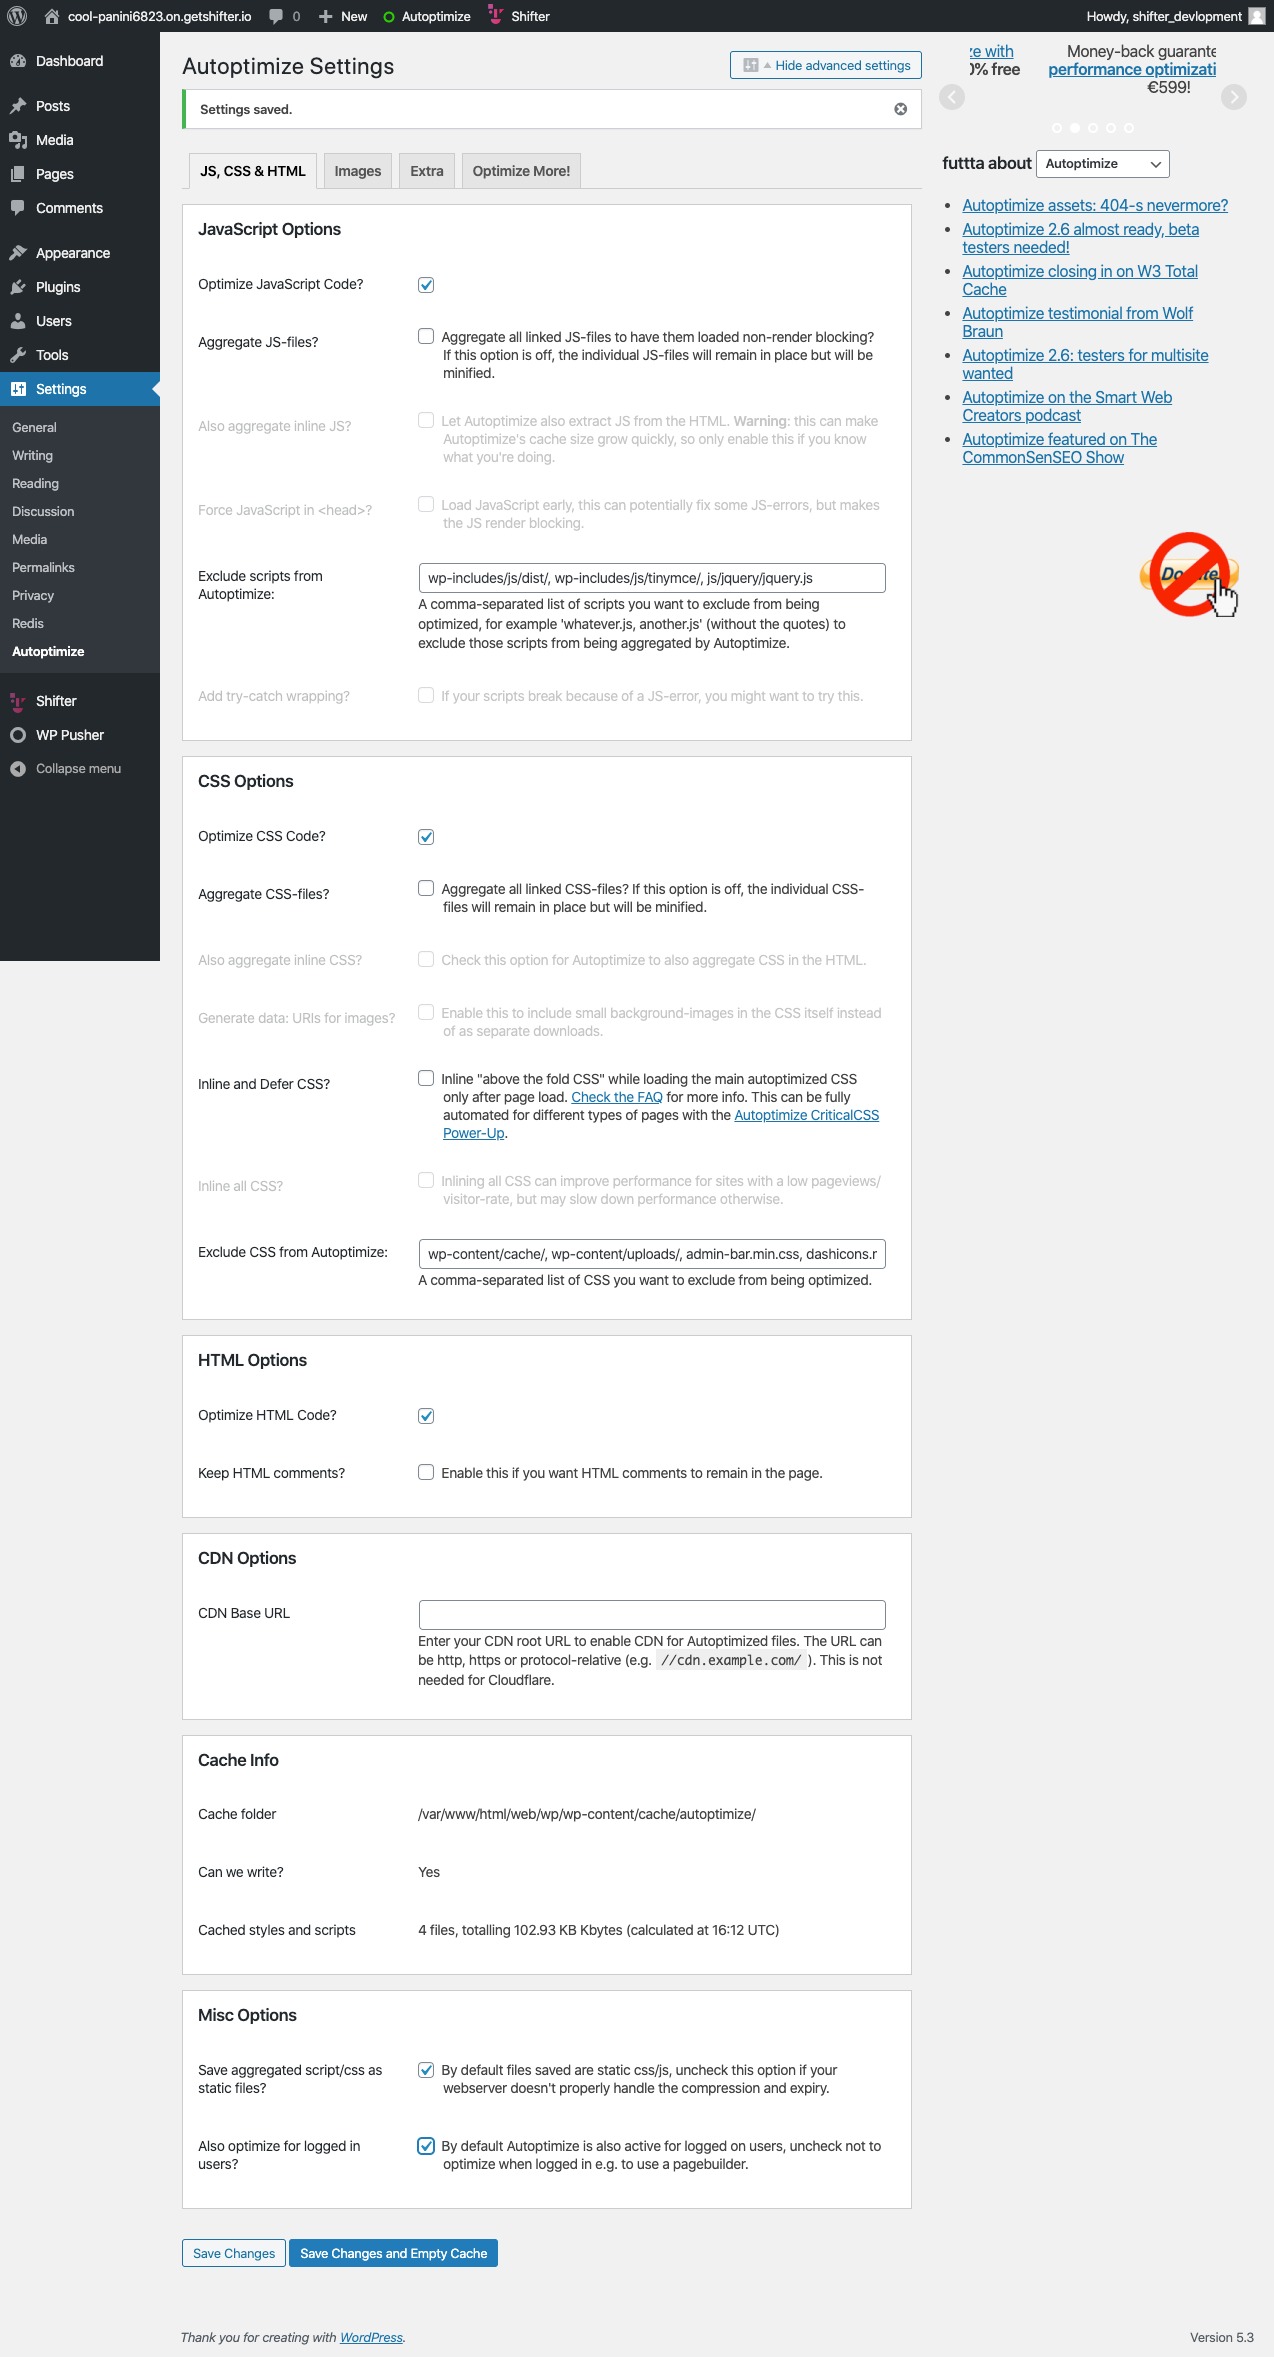 cool-panini6823.on.getshifter.io 0 New Autoptimize Shifter Howdy, shifter_devlopment
Dashboard
Posts
Media
Pages
Comments
Appearance
Plugins
Users
Tools
Settings
General
Writing
Reading
Discussion
Media
Permalinks
Privacy
Redis
Autoptimize
Shifter
WP Pusher
Collapse menu
Autoptimize Settings
Hide advanced settings
Settings saved.
JS, CSS & HTML Images Extra Optimize More!
JavaScript Options
Optimize JavaScript Code?
Aggregate JS-files?
Aggregate all linked JS-files to have them loaded non-render blocking?
If this option is off, the individual JS-files will remain in place but will be
minified.
Also aggregate inline JS?
Let Autoptimize also extract JS from the HTML. Warning: this can make
Autoptimize's cache size grow quickly, so only enable this if you know
what you're doing.
Force JavaScript in <head>?
Load JavaScript early, this can potentially fix some JS-errors, but makes
the JS render blocking.
Exclude scripts from
Autoptimize:
wp-includes/js/dist/, wp-includes/js/tinymce/, js/jquery/jquery.js
A comma-separated list of scripts you want to exclude from being
optimized, for example 'whatever.js, another.js' (without the quotes) to
exclude those scripts from being aggregated by Autoptimize.
Add try-catch wrapping?
If your scripts break because of a JS-error, you might want to try this.
CSS Options
Optimize CSS Code?
Aggregate CSS-files?
Aggregate all linked CSS-files? If this option is off, the individual CSS-
files will remain in place but will be minified.
Also aggregate inline CSS?
Check this option for Autoptimize to also aggregate CSS in the HTML.
Generate data: URIs for images?
Enable this to include small background-images in the CSS itself instead
of as separate downloads.
Inline and Defer CSS?
Inline "above the fold CSS" while loading the main autoptimized CSS
only after page load. Check the FAQ for more info. This can be fully
automated for different types of pages with the Autoptimize CriticalCSS
Power-Up.
Inline all CSS?
Inlining all CSS can improve performance for sites with a low pageviews/
visitor-rate, but may slow down performance otherwise.
Exclude CSS from Autoptimize:
wp-content/cache/, wp-content/uploads/, admin-bar.min.css, dashicons.r
A comma-separated list of CSS you want to exclude from being optimized.
HTML Options
Optimize HTML Code?
Keep HTML comments?
Enable this if you want HTML comments to remain in the page.
CDN Options
CDN Base URL
Enter your CDN root URL to enable CDN for Autoptimized files. The URL can
be http, https or protocol-relative (e.g. //cdn.example.com/ ). This is not
needed for Cloudflare.
Cache Info
Cache folder
/var/www/html/web/wp/wp-content/cache/autoptimize/
Can we write?
Yes
Cached styles and scripts
4 files, totalling 102.93 KB Kbytes (calculated at 16:12 UTC)
Misc Options
Save aggregated script/css as
static files?
By default files saved are static css/js, uncheck this option if your
webserver doesn't properly handle the compression and expiry.
Also optimize for logged in
users?
By default Autoptimize is also active for logged on users, uncheck not to
optimize when logged in e.g. to use a pagebuilder.
Save Changes Save Changes and Empty Cache
ze with
0% free
Money-back guarante
performance optimizati
€599!
futtta about Autoptimize
Autoptimize assets: 404-s nevermore?
Autoptimize 2.6 almost ready, beta
testers needed!
Autoptimize closing in on W3 Total
Cache
Autoptimize testimonial from Wolf
Braun
Autoptimize 2.6: testers for multisite
wanted
Autoptimize on the Smart Web
Creators podcast
Autoptimize featured on The
CommonSenSEO Show
Donate
Thank you for creating with WordPress.
Version 5.3